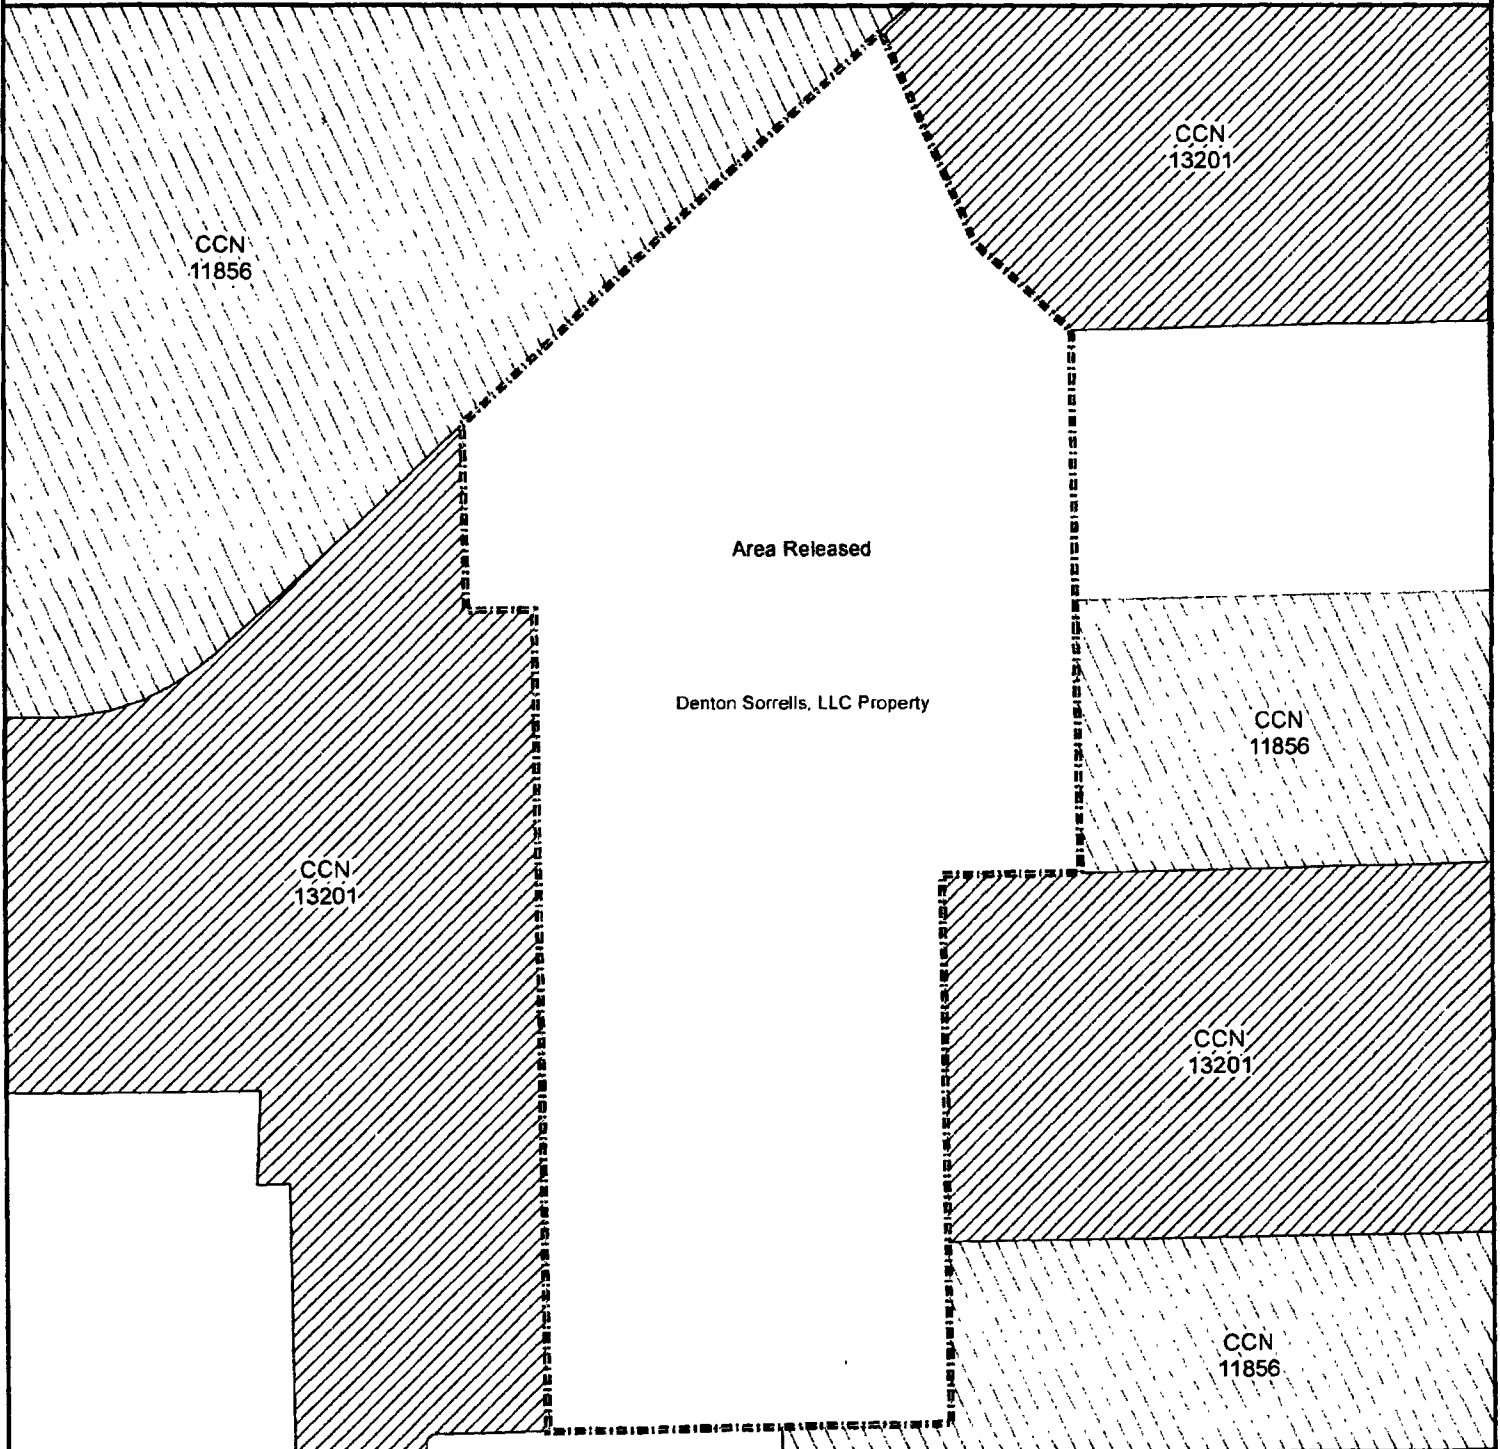 CCN
13201
CCN
11856
Area Released
Denton Sorrells, LLC Property
CCN
11856
CCN
13201
CCN
13201
CCN
11856